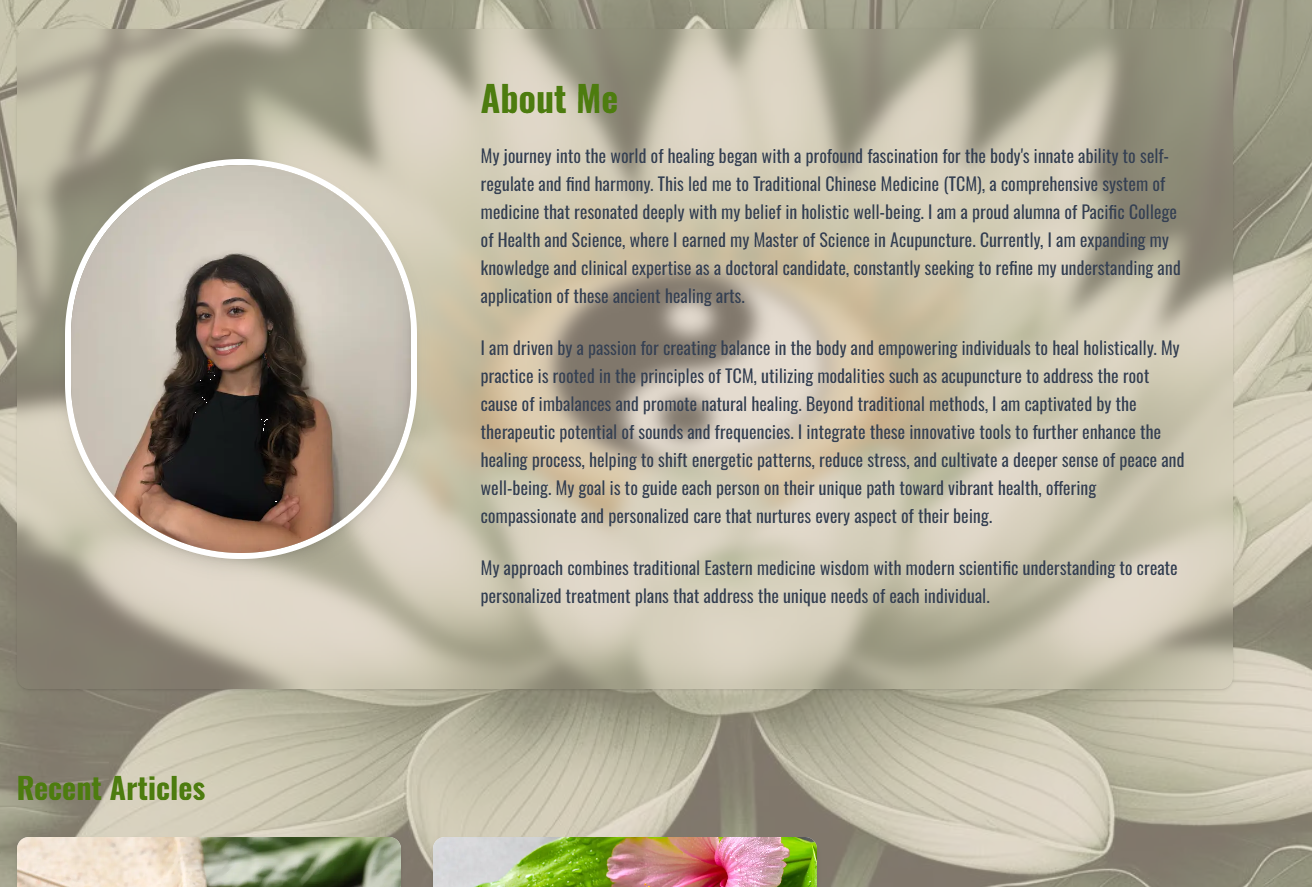 About Me
My journey into the world of healing began with a profound fascination for the body's innate ability to self-
regulate and find harmony. This led me to Traditional Chinese Medicine (TCM), a comprehensive system of
medicine that resonated deeply with my belief in holistic well-being. I am a proud alumna of Pacific College
of Health and Science, where I earned my Master of Science in Acupuncture. Currently, I am expanding my
knowledge and clinical expertise as a doctoral candidate, constantly seeking to refine my understanding and
application of these ancient healing arts.
I am driven by a passion for creating balance in the body and empowering individuals to heal holistically. My
practice is rooted in the principles of TCM, utilizing modalities such as acupuncture to address the root
cause of imbalances and promote natural healing. Beyond traditional methods, I am captivated by the
therapeutic potential of sounds and frequencies. I integrate these innovative tools to further enhance the
healing process, helping to shift energetic patterns, reduce stress, and cultivate a deeper sense of peace and
well-being. My goal is to guide each person on their unique path toward vibrant health, offering
compassionate and personalized care that nurtures every aspect of their being.
My approach combines traditional Eastern medicine wisdom with modern scientific understanding to create
personalized treatment plans that address the unique needs of each individual.
Recent Articles